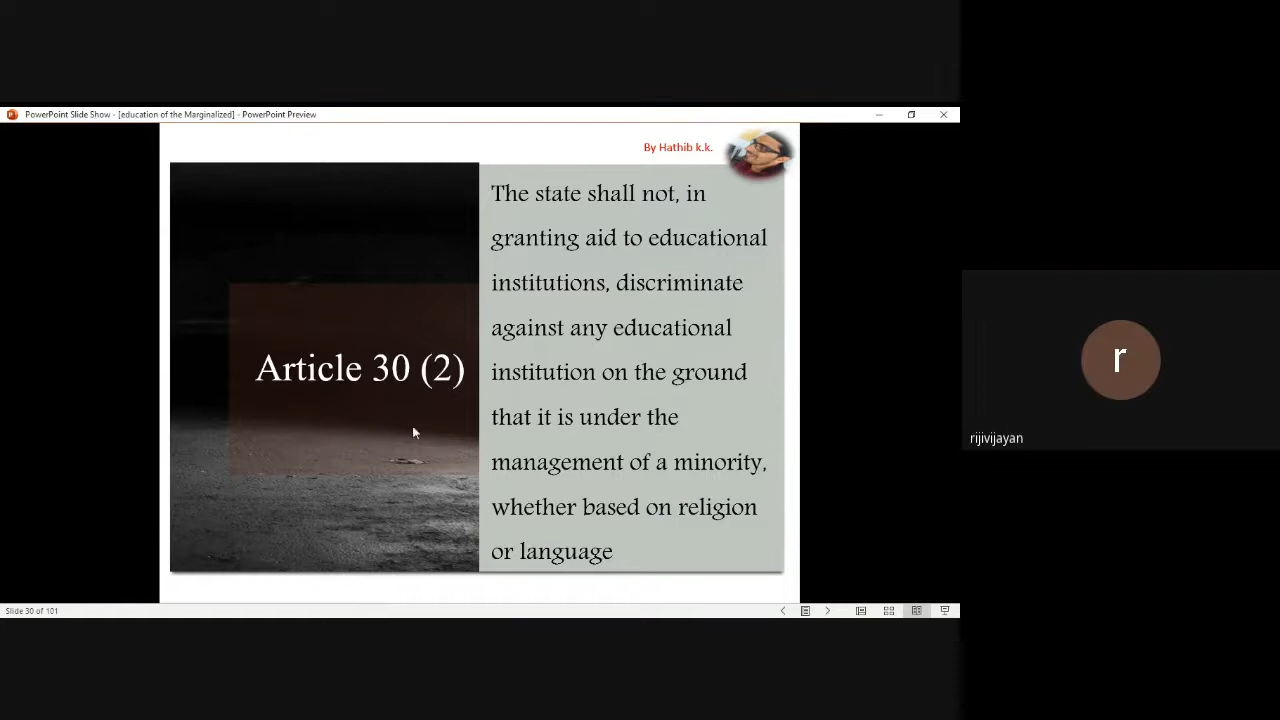 PowerPoint Slide Show - [education of the Marginalized] - PowerPoint Preview
By Hathib k.k.
Article 30 (2)
The state shall not, in
granting aid to educational
institutions, discriminate
against any educational
institution on the ground
that it is under the
management of a minority,
whether based on religion
or language
Slide 30 of 101
r
rijivijayan